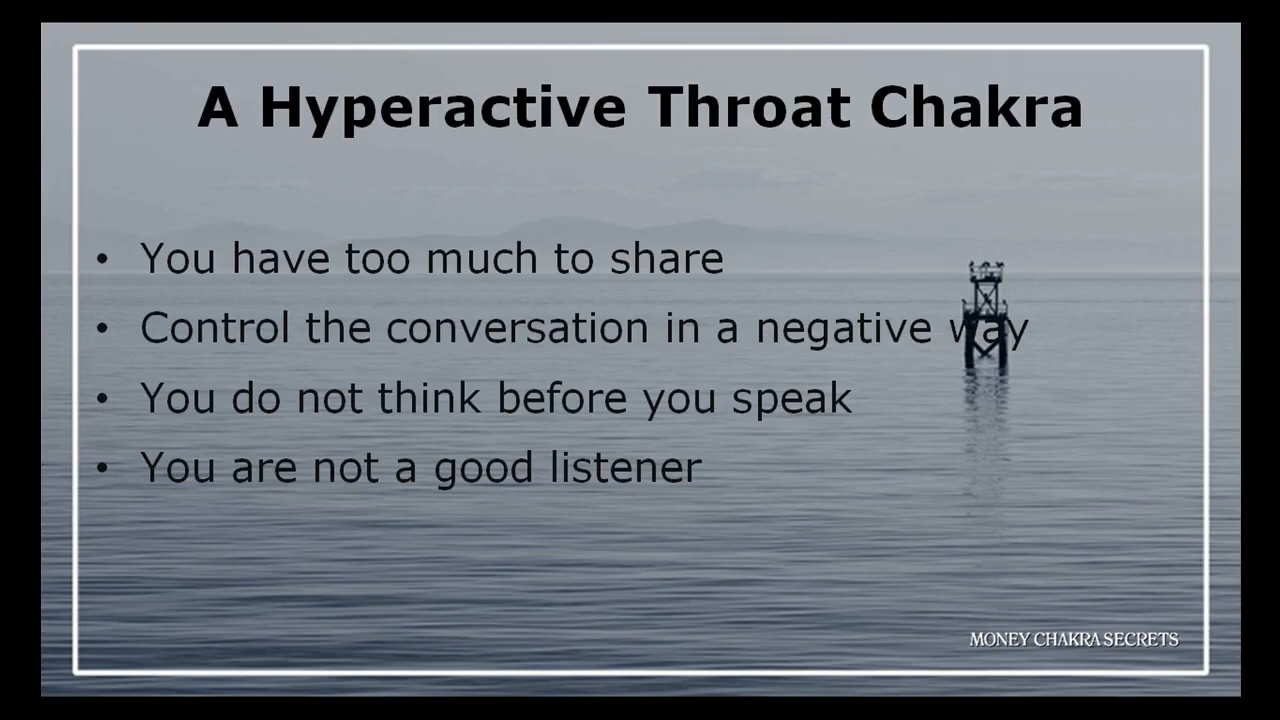 A Hyperactive Throat Chakra
• You have too much to share
• Control the conversation in a negative way
• You do not think before you speak
• You are not a good listener
MONEY CHAKRA SECRETS